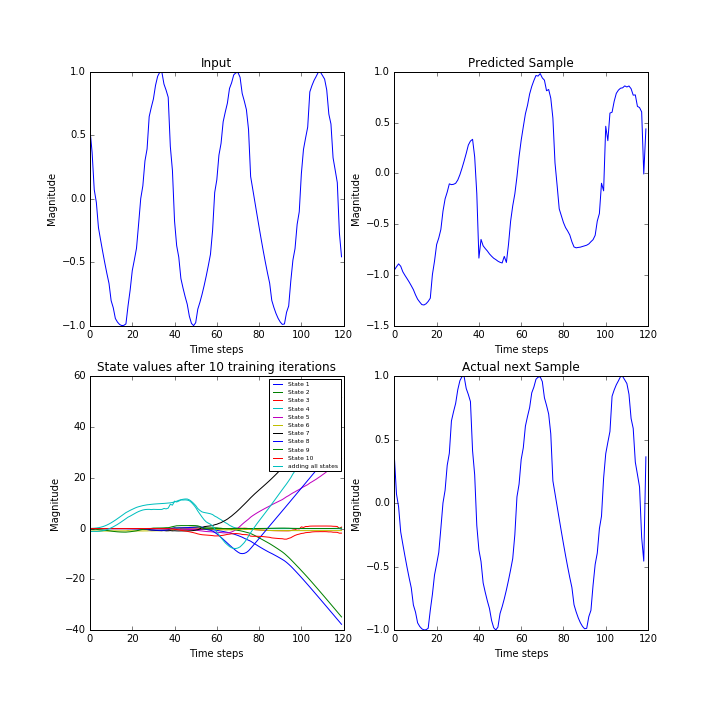 Input
Magnitude
1.0
0.5
0.0
−0.5
−1.0
0 20 40 60 80 100 120
Time steps
Predicted Sample
Magnitude
1.0
0.5
0.0
−0.5
−1.0
−1.5
0 20 40 60 80 100 120
Time steps
State values after 10 training iterations
Magnitude
60
40
20
0
−20
−40
State 1
State 2
State 3
State 4
State 5
State 6
State 7
State 8
State 9
State 10
adding all states
0 20 40 60 80 100 120
Time steps
Actual next Sample
Magnitude
1.0
0.5
0.0
−0.5
−1.0
0 20 40 60 80 100 120
Time steps